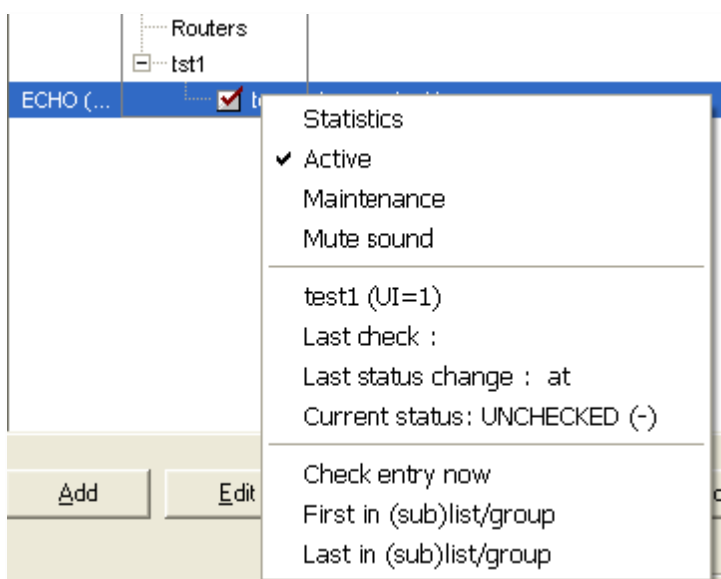 Routers
tst1
ECHO (...
Statistics
Active
Maintenance
Mute sound
test1 (UI=1)
Last check :
Last status change : at
Current status: UNCHECKED (-)
Check entry now
Add
Edit
First in (sub)list/group
Last in (sub)list/group